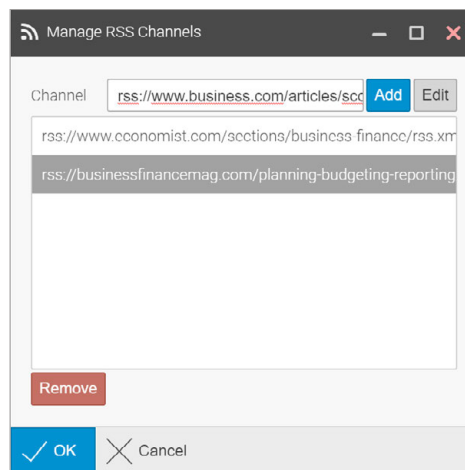 Manage RSS Channels
Channel rss://www.business.com/articles/scc Add Edit
rss://www.economist.com/sections/business-finance/rss.xm
rss://businessfinancemag.com/planning-budgeting-reporting
Remove
OK Cancel